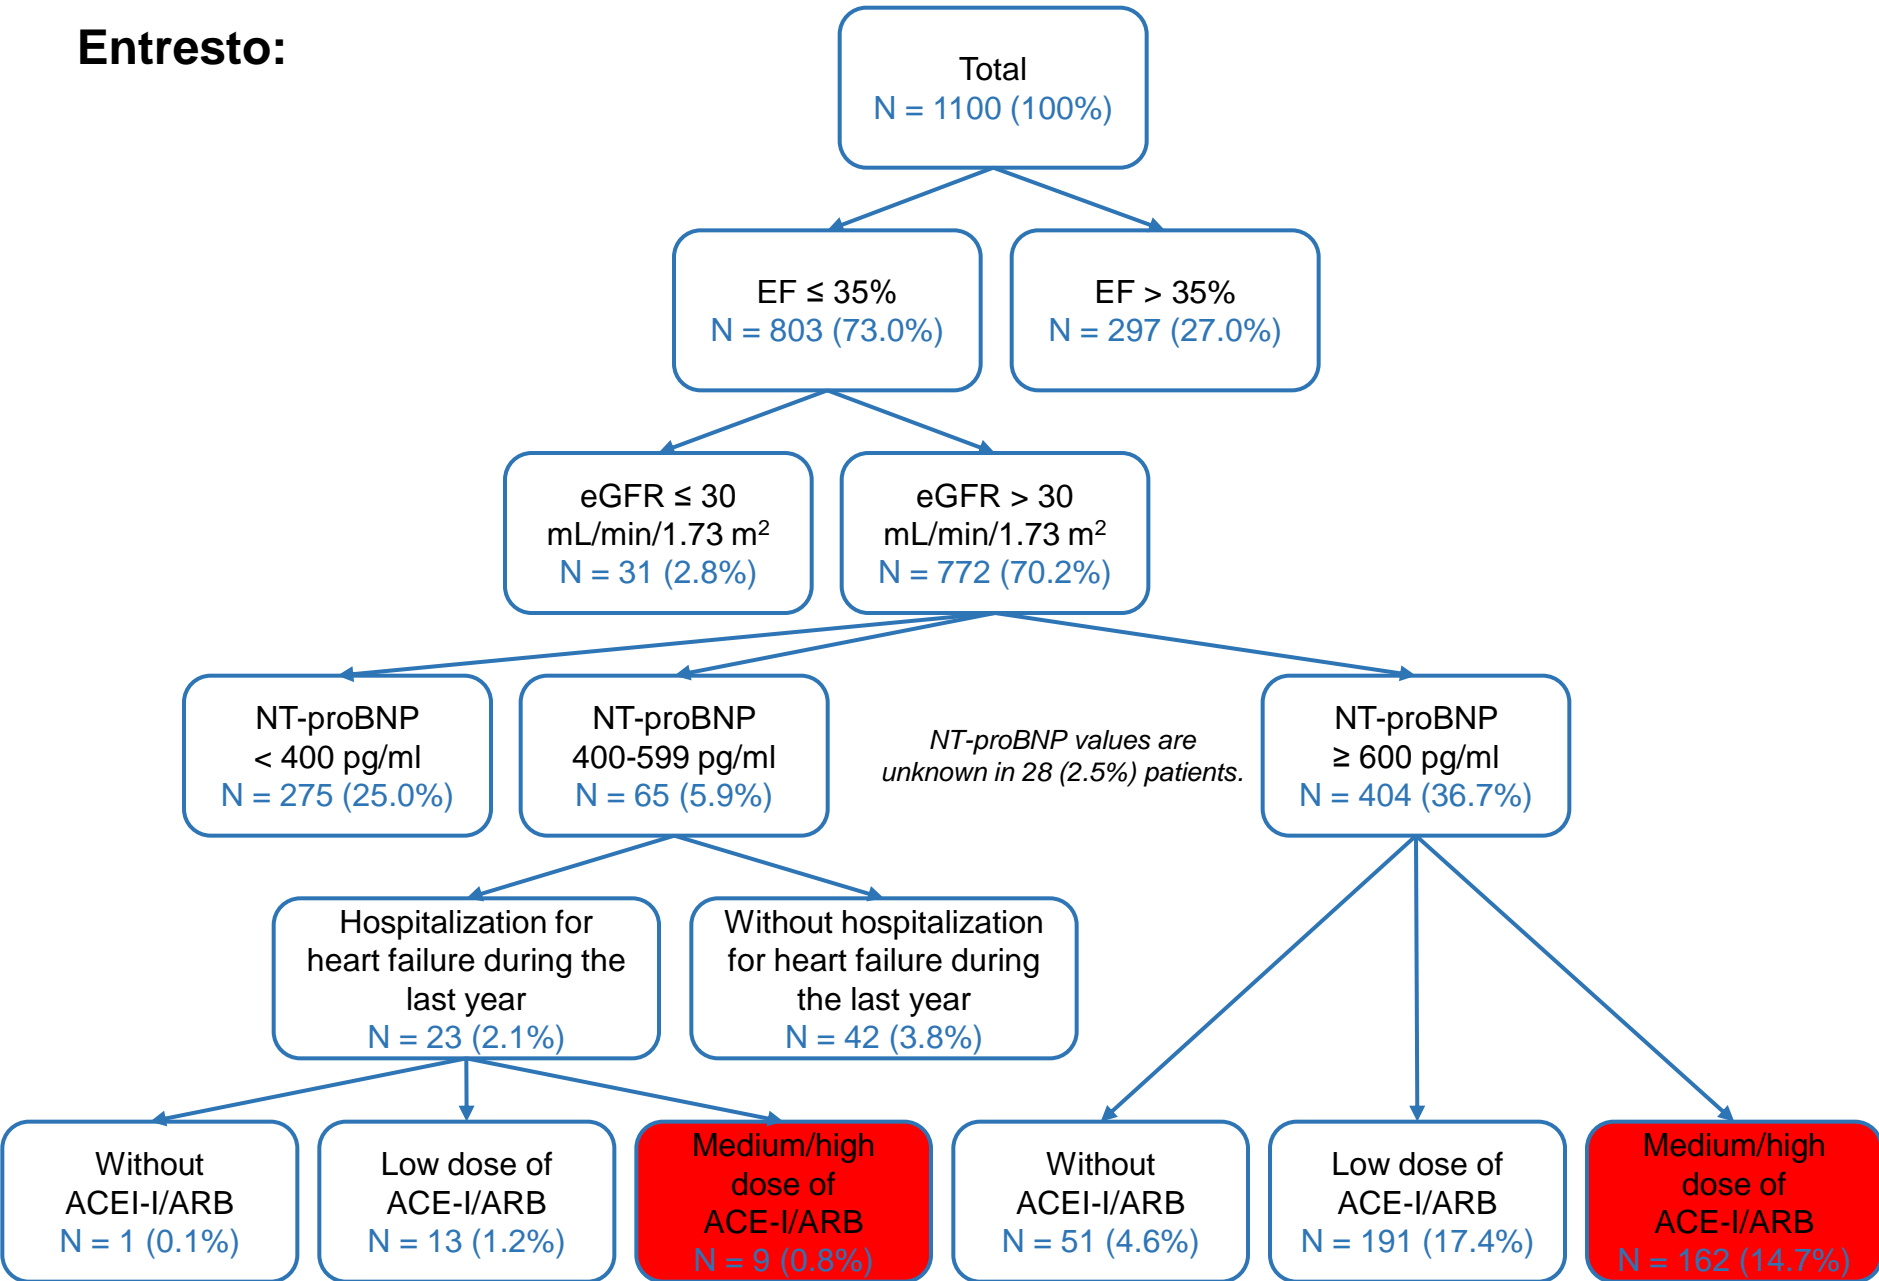 Entresto:
Total
N = 1100 (100%)
EF ≤ 35%
N = 803 (73.0%)
EF > 35%
N = 297 (27.0%)
eGFR ≤ 30
mL/min/1.73 m²
N = 31 (2.8%)
eGFR > 30
mL/min/1.73 m²
N = 772 (70.2%)
NT-proBNP
< 400 pg/ml
N = 275 (25.0%)
NT-proBNP
400-599 pg/ml
N = 65 (5.9%)
NT-proBNP values are
unknown in 28 (2.5%) patients.
NT-proBNP
≥ 600 pg/ml
N = 404 (36.7%)
Hospitalization for
heart failure during the
last year
N = 23 (2.1%)
Without hospitalization
for heart failure during
the last year
N = 42 (3.8%)
Without
ACEI-I/ARB
N = 1 (0.1%)
Low dose of
ACE-I/ARB
N = 13 (1.2%)
Medium/high
dose of
ACE-I/ARB
N = 9 (0.8%)
Without
ACEI-I/ARB
N = 51 (4.6%)
Low dose of
ACE-I/ARB
N = 191 (17.4%)
Medium/high
dose of
ACE-I/ARB
N = 162 (14.7%)